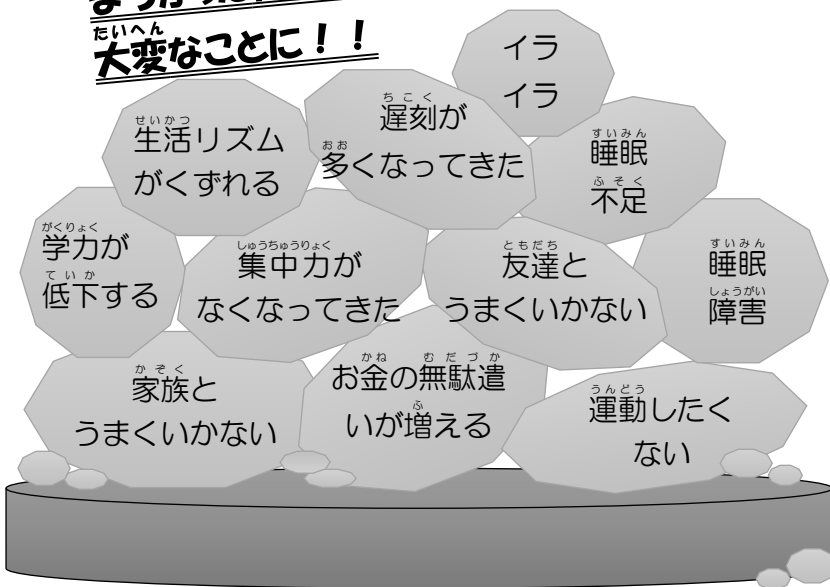 大変なことに！！
イラ
イラ
遅刻が
多くなってきた
生活リズム
がくずれる
睡眠
不足
学力が
低下する
集中力が
なくなってきた
友達と
うまくいかない
睡眠
障害
家族と
うまくいかない
お金の無駄遣
いが増える
運動したく
ない